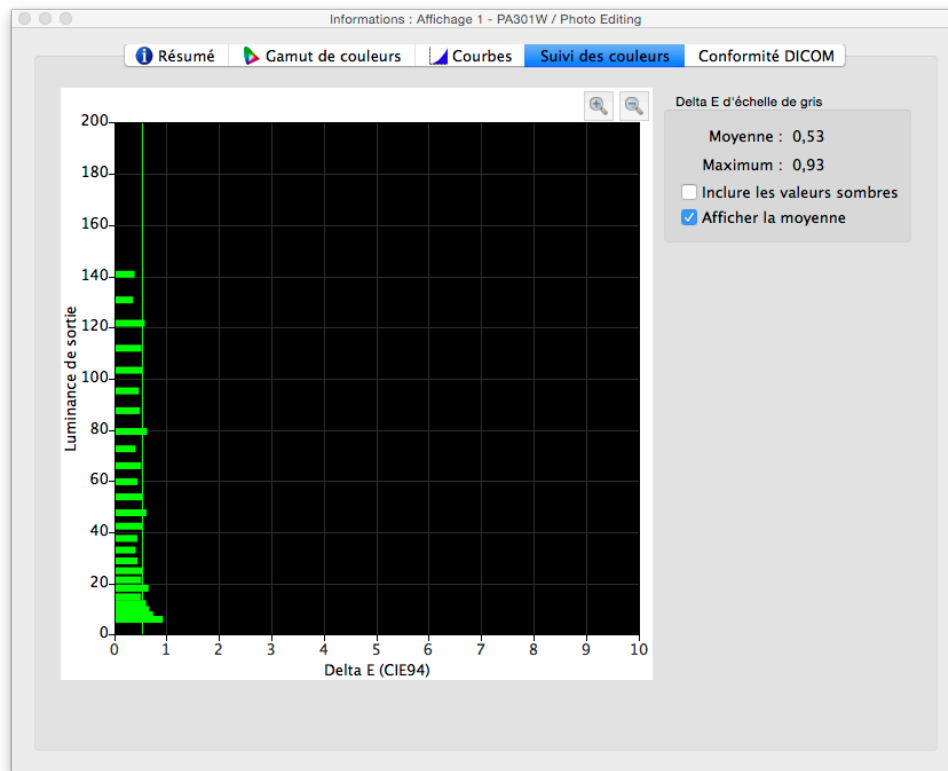 Informations : Affichage 1 - PA301W / Photo Editing
Résumé
Gamut de couleurs
Courbes
Suivi des couleurs
Conformité DICOM
Delta E d'échelle de gris
Moyenne : 0,53
Maximum : 0,93
Inclure les valeurs sombres
Afficher la moyenne
Luminance de sortie
200
180
160
140
120
100
80
60
40
20
0
0 1 2 3 4 5 6 7 8 9 10
Delta E (CIE94)